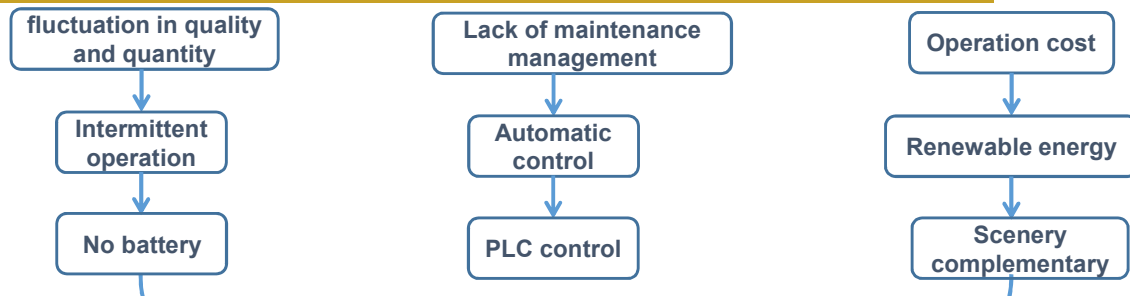 fluctuation in quality
and quantity
Lack of maintenance
management
Operation cost
Intermittent
operation
Automatic
control
Renewable energy
No battery
PLC control
Scenery
complementary